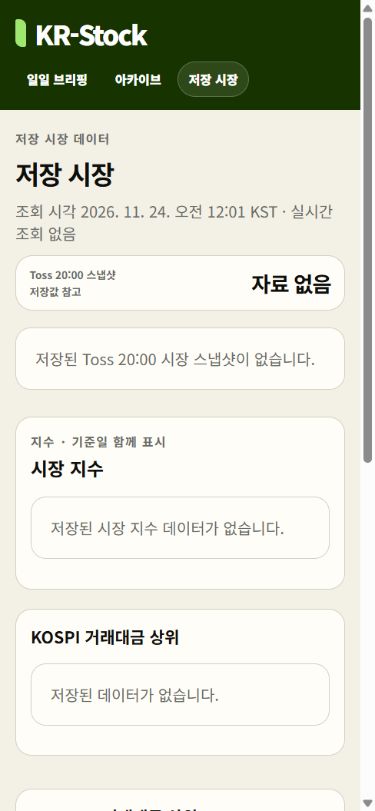 KR-Stock
일일 브리핑 아카이브 저장 시장
저장 시장 데이터
저장 시장
조회 시각 2026. 11. 24. 오전 12:01 KST · 실시간
조회 없음
Toss 20:00 스냅샷
저장값 참고
자료 없음
저장된 Toss 20:00 시장 스냅샷이 없습니다.
지수 · 기준일 함께 표시
시장 지수
저장된 시장 지수 데이터가 없습니다.
KOSPI 거래대금 상위
저장된 데이터가 없습니다.